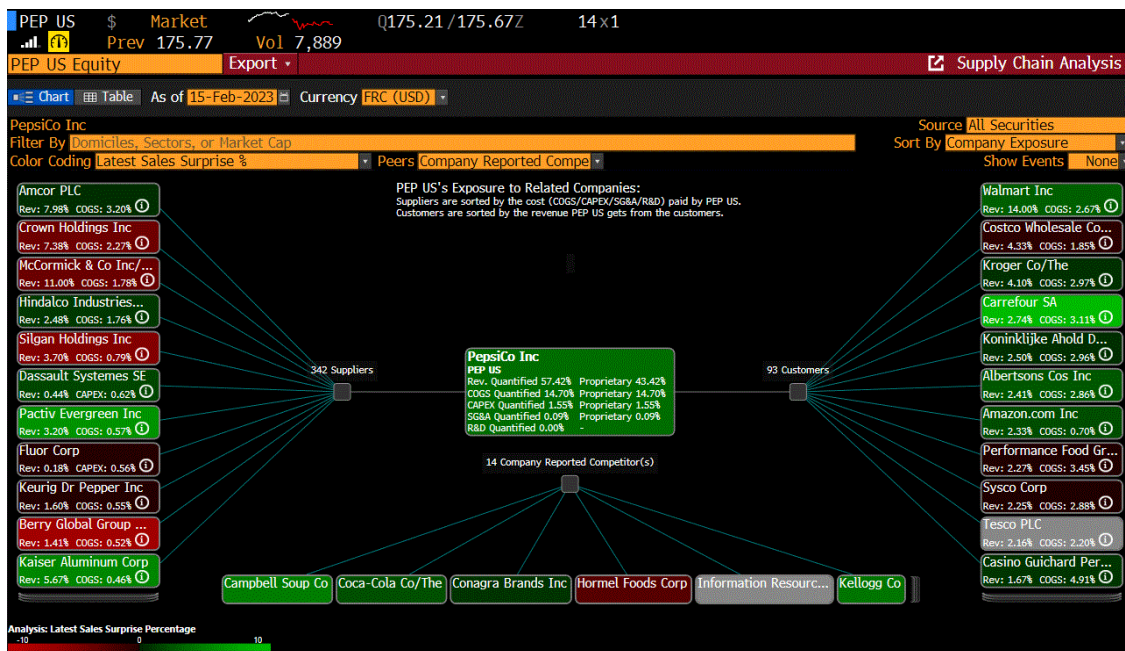 PEP US $ Market Q175.21/175.67Z 14x1
Prev 175.77 Vol 7,889
PEP US Equity Export Supply Chain Analysis
Chart Table As of 15-Feb-2023 Currency FRC (USD)
PepsiCo Inc Source All Securities
Filter By Domiciles, Sectors, or Market Cap Sort By Company Exposure
Color Coding Latest Sales Surprise % Peers Company Reported Compe Show Events None
PEP US's Exposure to Related Companies:
Suppliers are sorted by the cost (COGS/CAPEX/SG&A/R&D) paid by PEP US.
Customers are sorted by the revenue PEP US gets from the customers.
Amcor PLC
Rev: 7.98% COGS: 3.20%
Crown Holdings Inc
Rev: 7.38% COGS: 2.27%
McCormick & Co Inc/...
Rev: 11.00% COGS: 1.78%
Hindalco Industries...
Rev: 2.48% COGS: 1.76%
Silgan Holdings Inc
Rev: 3.70% COGS: 0.79%
Dassault Systemes SE
Rev: 0.44% CAPEX: 0.62%
Pactiv Evergreen Inc
Rev: 3.20% COGS: 0.57%
Fluor Corp
Rev: 0.18% CAPEX: 0.56%
Keurig Dr Pepper Inc
Rev: 1.60% COGS: 0.55%
Berry Global Group ...
Rev: 1.41% COGS: 0.52%
Kaiser Aluminum Corp
Rev: 5.67% COGS: 0.46%
342 Suppliers
PepsiCo Inc
PEP US
Rev. Quantified 57.42% Proprietary 43.42%
COGS Quantified 14.70% Proprietary 14.70%
CAPEX Quantified 1.55% Proprietary 1.55%
SG&A Quantified 0.09% Proprietary 0.09%
R&D Quantified 0.00% -
93 Customers
Walmart Inc
Rev: 14.00% COGS: 2.67%
Costco Wholesale Co...
Rev: 4.33% COGS: 1.85%
Kroger Co/The
Rev: 4.10% COGS: 2.97%
Carrefour SA
Rev: 2.74% COGS: 3.11%
Koninklijke Ahold D...
Rev: 2.50% COGS: 2.96%
Albertsons Cos Inc
Rev: 2.41% COGS: 2.86%
Amazon.com Inc
Rev: 2.33% COGS: 0.70%
Performance Food Gr...
Rev: 2.27% COGS: 3.45%
Sysco Corp
Rev: 2.25% COGS: 2.88%
Tesco PLC
Rev: 2.16% COGS: 2.20%
Casino Guichard Per...
Rev: 1.67% COGS: 4.91%
14 Company Reported Competitor(s)
Campbell Soup Co Coca-Cola Co/The Conagra Brands Inc Hormel Foods Corp Information Resourc... Kellogg Co
Analysis: Latest Sales Surprise Percentage
-10 0 10